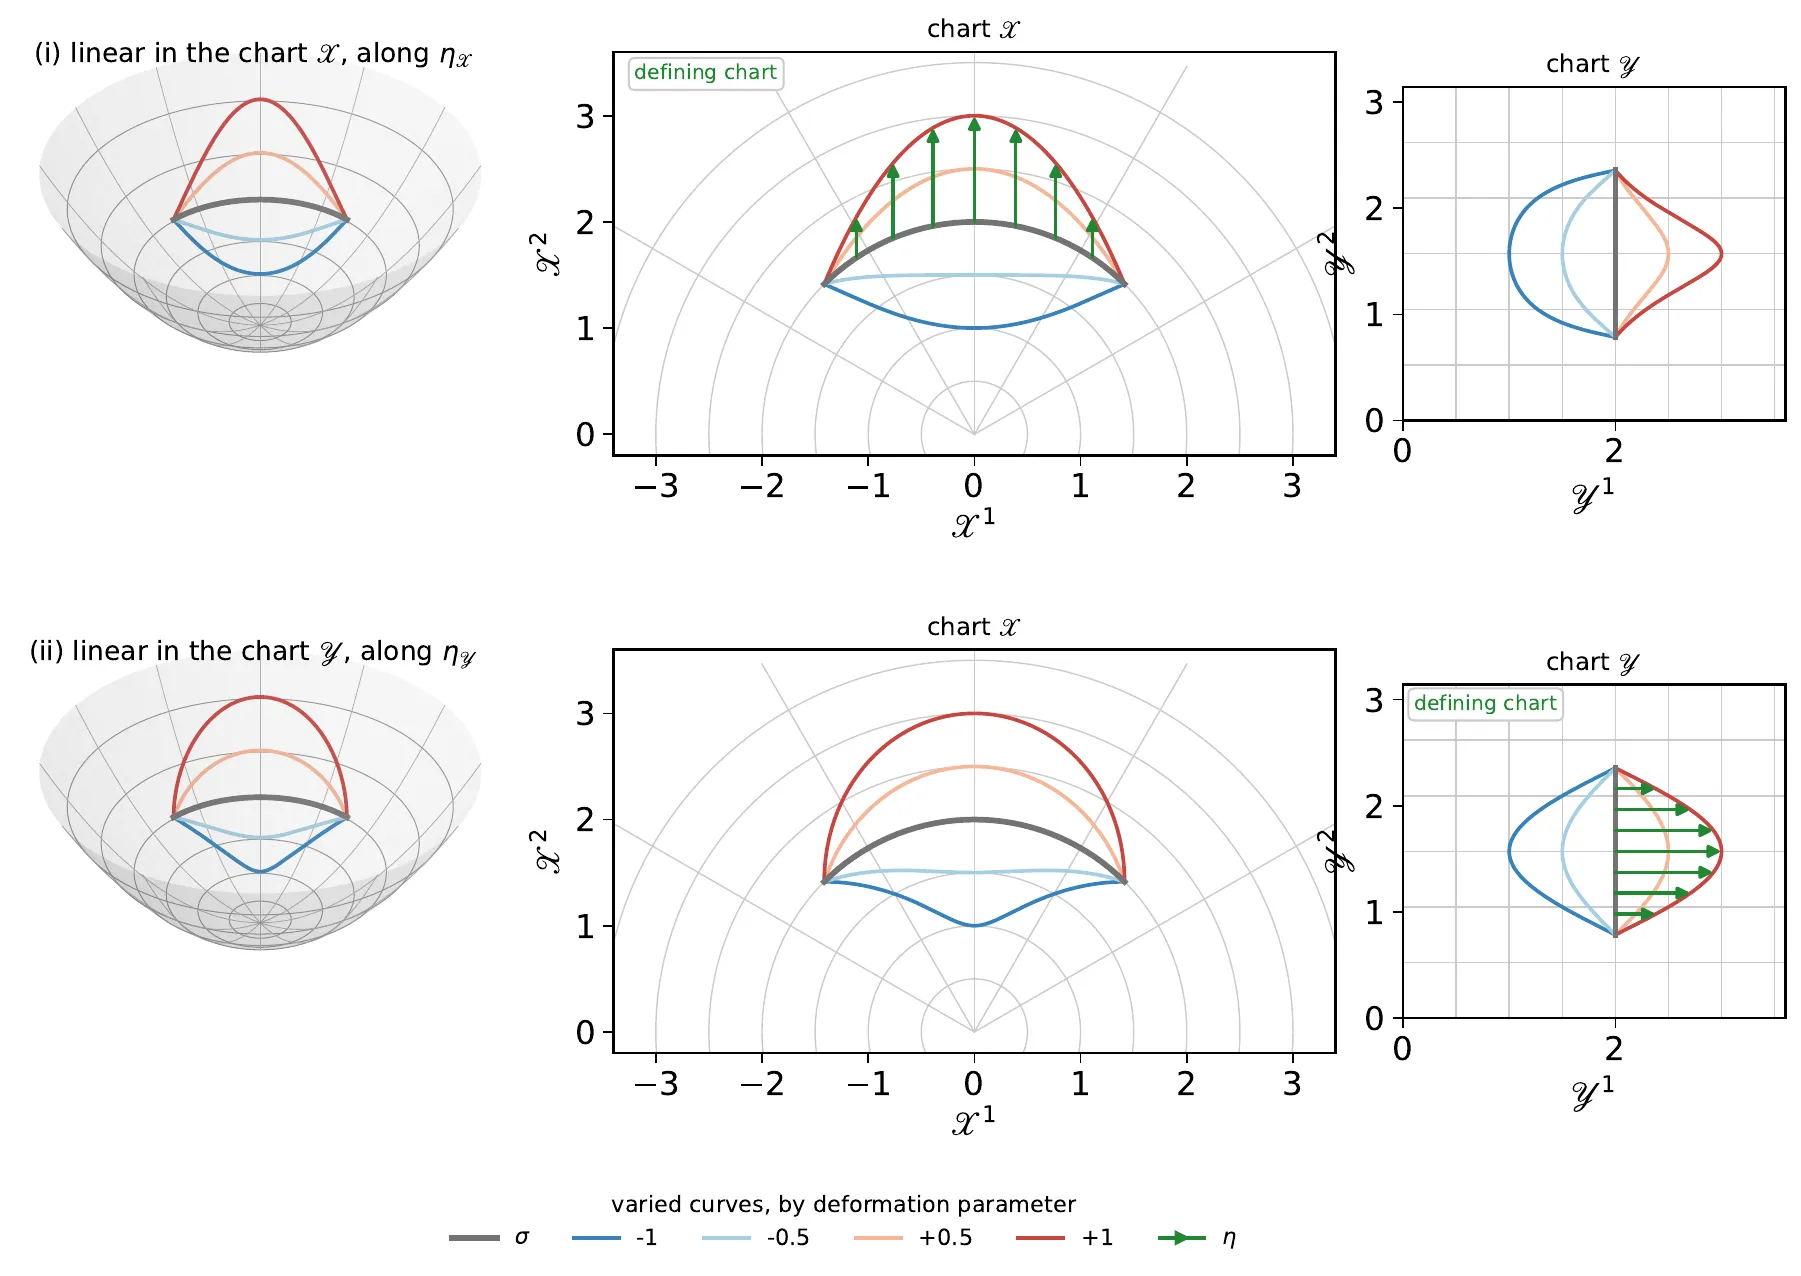 (i) linear in the chart 𝒳, along η𝒳
chart 𝒳
defining chart
3
2
1
0
𝒳²
−3 −2 −1 0 1 2 3
𝒳¹
chart 𝒴
3
2
1
0
𝒴²
0 2
𝒴¹
(ii) linear in the chart 𝒴, along η𝒴
chart 𝒳
3
2
1
0
𝒳²
−3 −2 −1 0 1 2 3
𝒳¹
chart 𝒴
defining chart
3
2
1
0
𝒴²
0 2
𝒴¹
varied curves, by deformation parameter
σ -1 -0.5 +0.5 +1 η